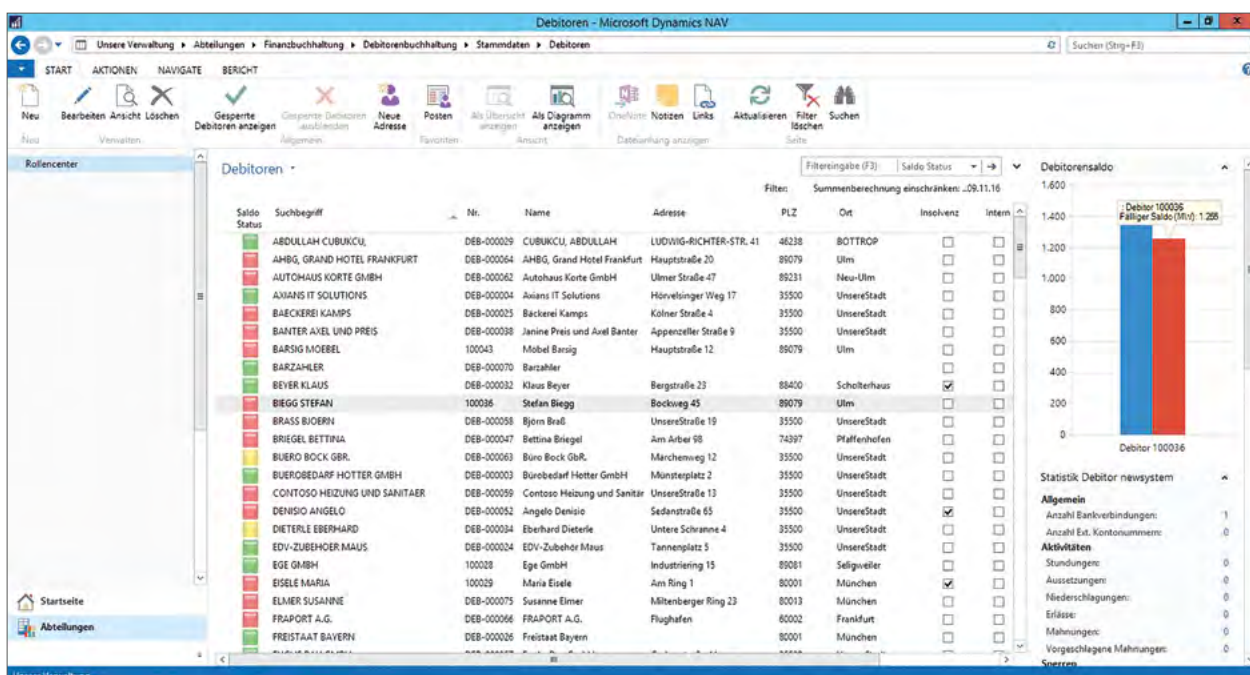 Debitoren - Microsoft Dynamics NAV
Unsere Verwaltung ▸ Abteilungen ▸ Finanzbuchhaltung ▸ Debitorenbuchhaltung ▸ Stammdaten ▸ Debitoren
Suchen (Strg+F3)
START AKTIONEN NAVIGATE BERICHT
Neu Bearbeiten Ansicht Löschen Gesperrte Debitoren anzeigen Gesperrte Debitoren ausblenden Neue Adresse Posten Als Übersicht anzeigen Als Diagramm anzeigen OneNote Notizen Links Aktualisieren Filter löschen Suchen
Neu Verwalten Allgemein Favoriten Ansicht Dateianhang anzeigen Seite
Rollencenter
Startseite
Abteilungen
Debitoren
Filtereingabe (F3) Saldo Status
Filter: Summenberechnung einschränken: ..09.11.16
Saldo Status Suchbegriff Nr. Name Adresse PLZ Ort Insolvenz Intern
ABDULLAH CUBUKCU, DEB-000029 CUBUKCU, ABDULLAH LUDWIG-RICHTER-STR. 41 46238 BOTTROP
AHBG, GRAND HOTEL FRANKFURT DEB-000064 AHBG, Grand Hotel Frankfurt Hauptstraße 20 89079 Ulm
AUTOHAUS KORTE GMBH DEB-000062 Autohaus Korte GmbH Ulmer Straße 47 89231 Neu-Ulm
AXIANS IT SOLUTIONS DEB-000004 Axians IT Solutions Hörvelsinger Weg 17 35500 UnsereStadt
BAECKEREI KAMPS DEB-000025 Bäckerei Kamps Kölner Straße 4 35500 UnsereStadt
BANTER AXEL UND PREIS DEB-000038 Janine Preis und Axel Banter Appenzeller Straße 9 35500 UnsereStadt
BARSIG MOEBEL 100043 Möbel Barsig Hauptstraße 12 89079 Ulm
BARZAHLER DEB-000070 Barzahler
BEYER KLAUS DEB-000032 Klaus Beyer Bergstraße 23 88400 Scholterhaus
BIEGG STEFAN 100036 Stefan Biegg Bockweg 45 89079 Ulm
BRASS BJOERN DEB-000058 Björn Braß UnsereStraße 19 35500 UnsereStadt
BRIEGEL BETTINA DEB-000047 Bettina Briegel Am Arber 98 74397 Pfaffenhofen
BUERO BOCK GBR. DEB-000063 Büro Bock GbR. Märchenweg 12 35500 UnsereStadt
BUEROBEDARF HOTTER GMBH DEB-000003 Bürobedarf Hotter GmbH Münsterplatz 2 35500 UnsereStadt
CONTOSO HEIZUNG UND SANITAER DEB-000059 Contoso Heizung und Sanitär UnsereStraße 13 35500 UnsereStadt
DENISIO ANGELO DEB-000052 Angelo Denisio Sedanstraße 65 35500 UnsereStadt
DIETERLE EBERHARD DEB-000034 Eberhard Dieterle Untere Schranne 4 35500 UnsereStadt
EDV-ZUBEHOER MAUS DEB-000024 EDV-Zubehör Maus Tannenplatz 5 35500 UnsereStadt
EGE GMBH 100028 Ege GmbH Industriering 15 89081 Seligweiler
EISELE MARIA 100029 Maria Eisele Am Ring 1 80001 München
ELMER SUSANNE DEB-000075 Susanne Elmer Miltenberger Ring 23 80013 München
FRAPORT A.G. DEB-000066 FRAPORT A.G. Flughafen 60002 Frankfurt
FREISTAAT BAYERN DEB-000026 Freistaat Bayern 80001 München
Debitorensaldo
1.600
1.400
1.200
1.000
800
600
400
200
0
: Debitor 100036
Fälliger Saldo (MW): 1.255
Debitor 100036
Statistik Debitor newsystem
Allgemein
Anzahl Bankverbindungen: 1
Anzahl Ext. Kontonummern: 0
Aktivitäten
Stundungen: 0
Aussetzungen: 0
Niederschlagungen: 0
Erlässe: 0
Mahnungen: 0
Vorgeschlagene Mahnungen: 0
Sperren